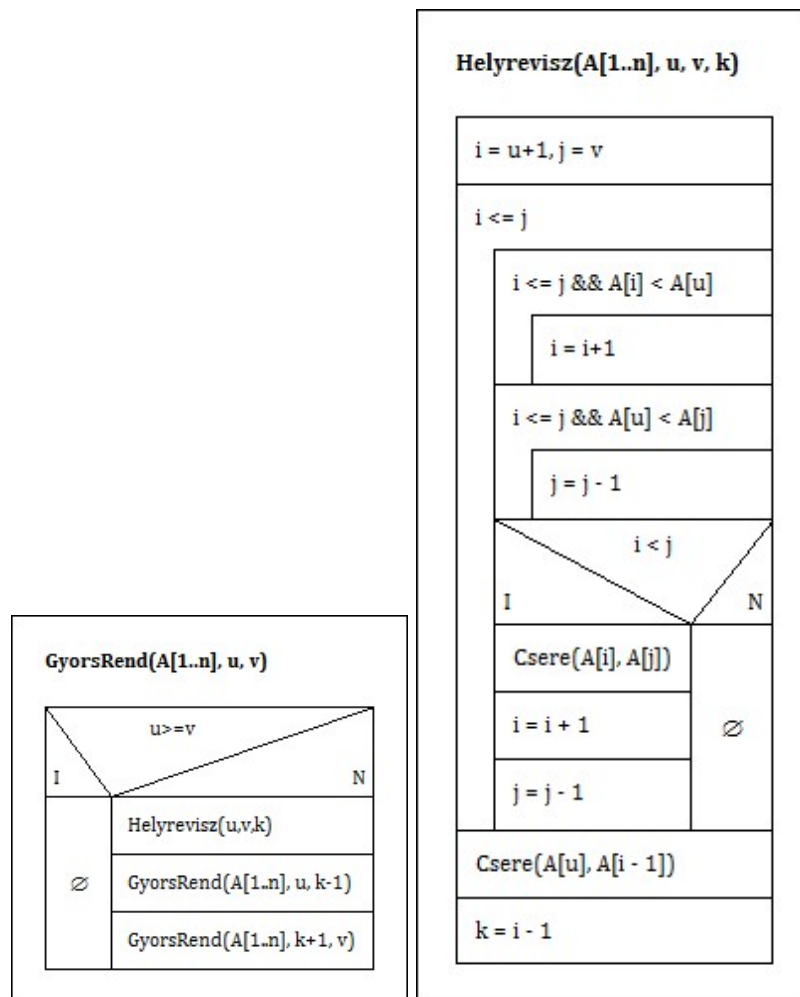 GyorsRend(A[1..n], u, v)
u>=v
I
N
∅
Helyrevisz(u,v,k)
GyorsRend(A[1..n], u, k-1)
GyorsRend(A[1..n], k+1, v)
Helyrevisz(A[1..n], u, v, k)
i = u+1, j = v
i <= j
i <= j && A[i] < A[u]
i = i+1
i <= j && A[u] < A[j]
j = j - 1
i < j
I
N
Csere(A[i], A[j])
i = i + 1
∅
j = j - 1
Csere(A[u], A[i - 1])
k = i - 1